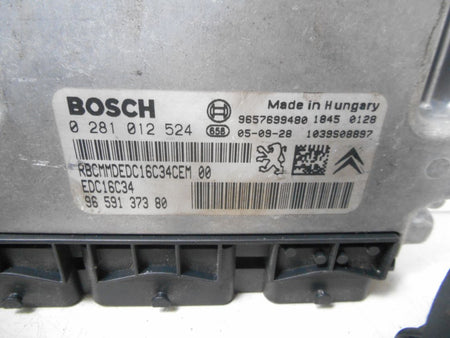 BOSCH
Made in Hungary
0 281 012 524
658
9657699480 1045 0128
05-09-28 1039S08897
RBCMMDEDC16C34CEM 00
EDC16C34
96 591 373 80